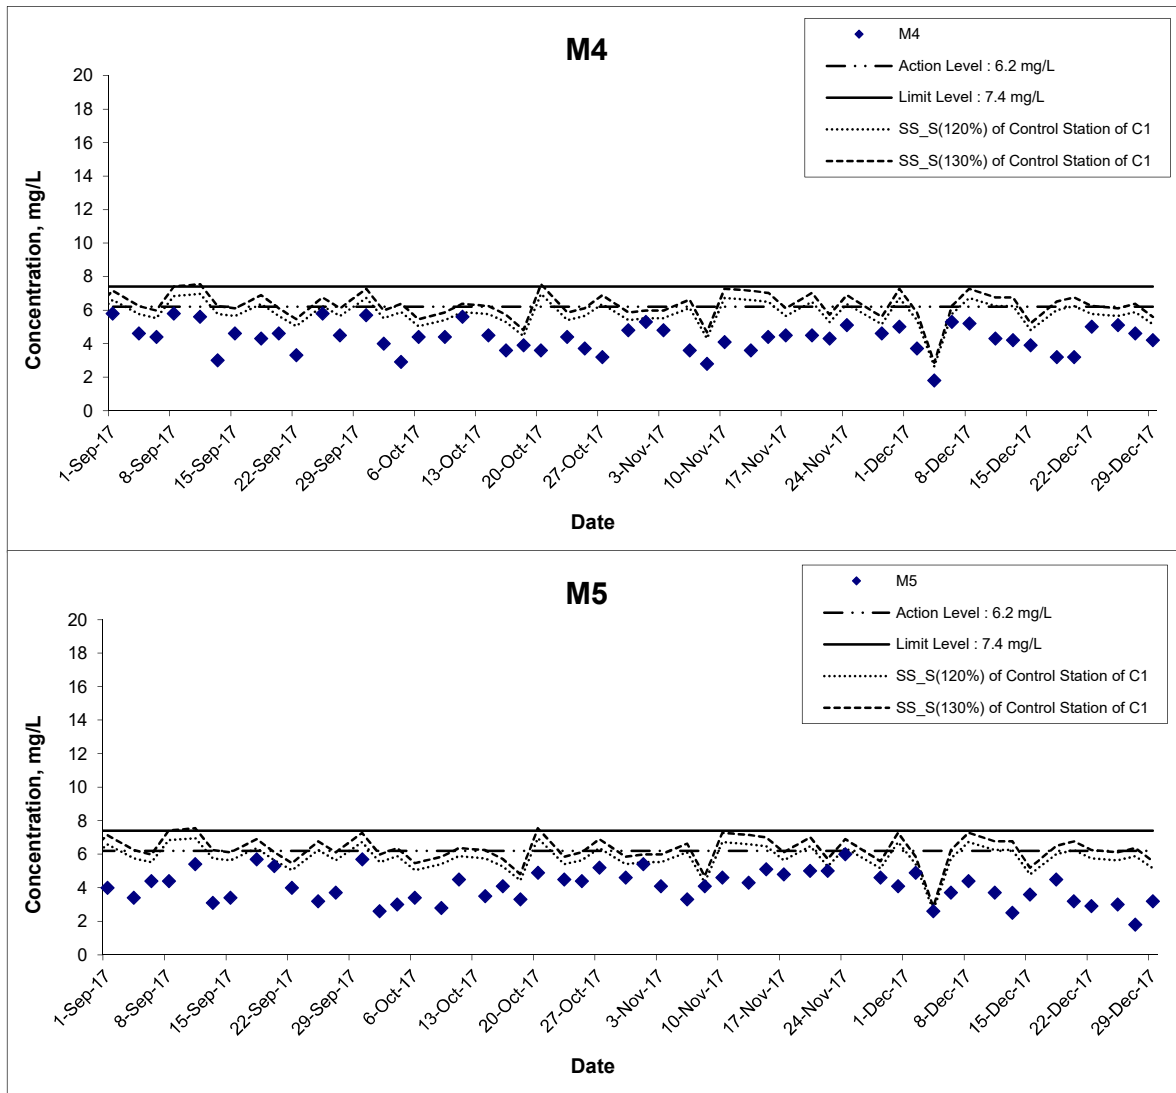 M4
M4
Action Level : 6.2 mg/L
Limit Level : 7.4 mg/L
SS_S(120%) of Control Station of C1
SS_S(130%) of Control Station of C1
Concentration, mg/L
20
18
16
14
12
10
8
6
4
2
0
1-Sep-17
8-Sep-17
15-Sep-17
22-Sep-17
29-Sep-17
6-Oct-17
13-Oct-17
20-Oct-17
27-Oct-17
3-Nov-17
10-Nov-17
17-Nov-17
24-Nov-17
1-Dec-17
8-Dec-17
15-Dec-17
22-Dec-17
29-Dec-17
Date
M5
M5
Action Level : 6.2 mg/L
Limit Level : 7.4 mg/L
SS_S(120%) of Control Station of C1
SS_S(130%) of Control Station of C1
Concentration, mg/L
20
18
16
14
12
10
8
6
4
2
0
1-Sep-17
8-Sep-17
15-Sep-17
22-Sep-17
29-Sep-17
6-Oct-17
13-Oct-17
20-Oct-17
27-Oct-17
3-Nov-17
10-Nov-17
17-Nov-17
24-Nov-17
1-Dec-17
8-Dec-17
15-Dec-17
22-Dec-17
29-Dec-17
Date